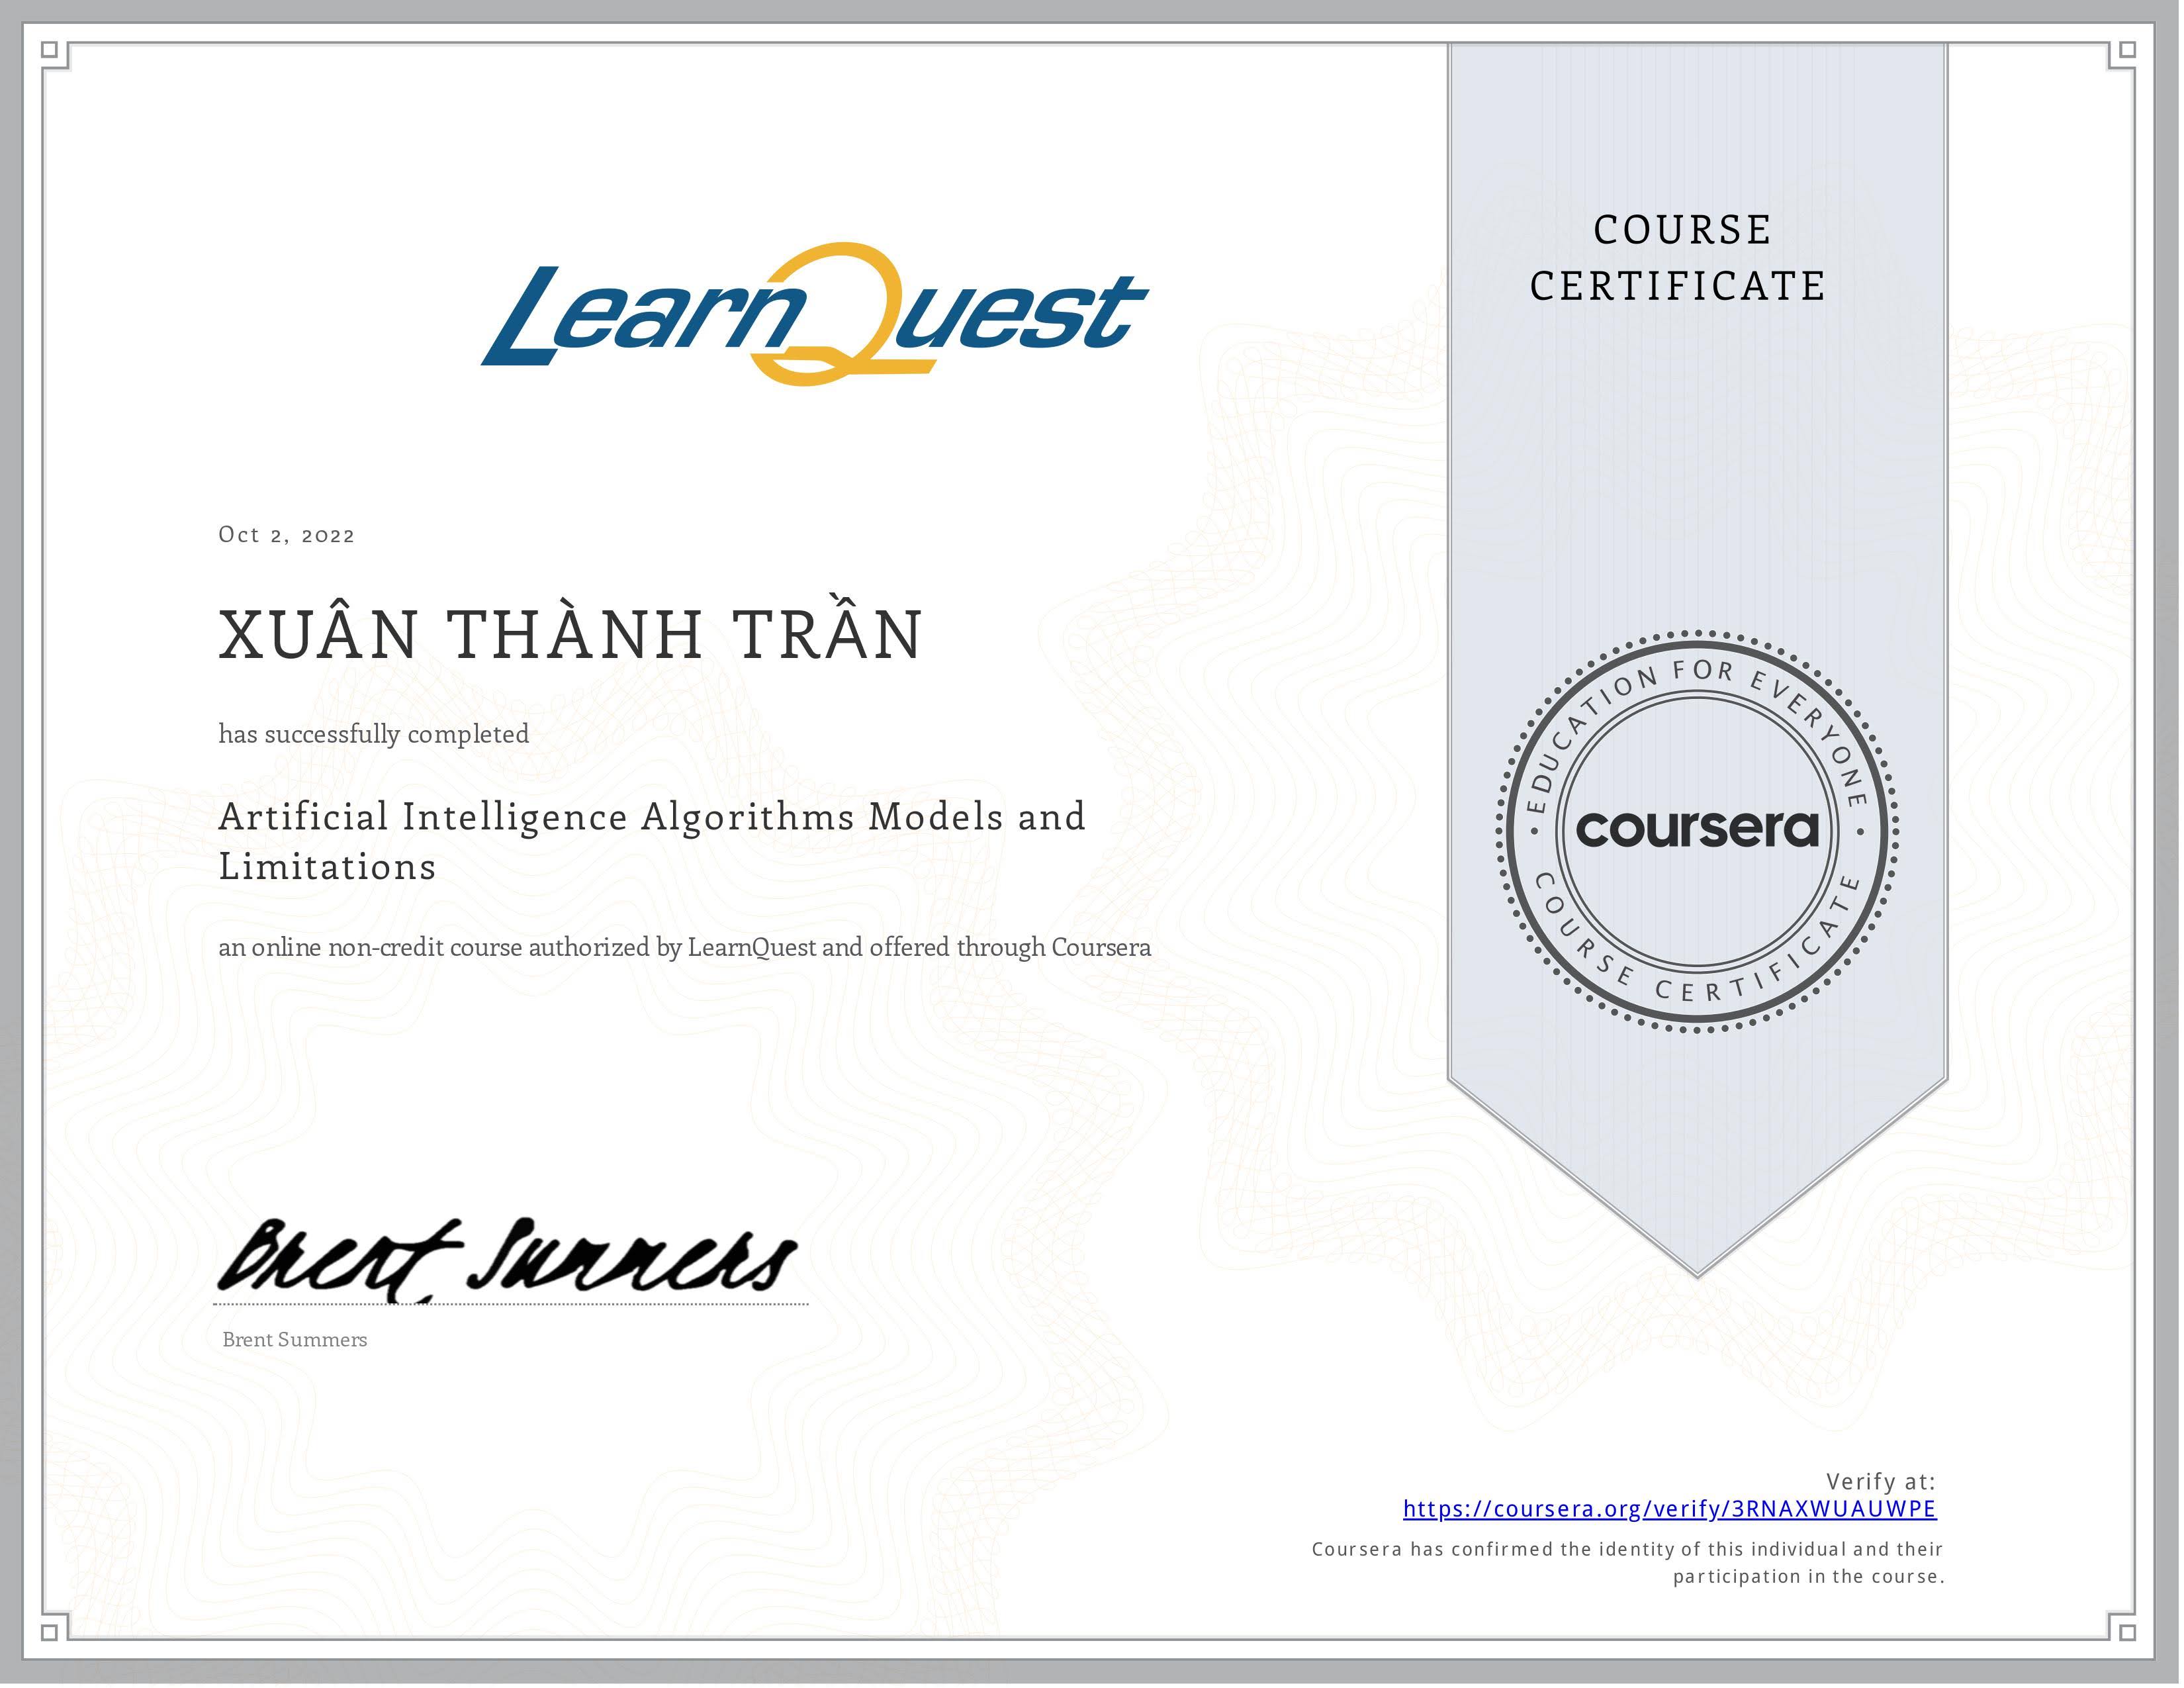 LearnQuest
COURSE
CERTIFICATE
Oct 2, 2022
XUÂN THÀNH TRẦN
has successfully completed
Artificial Intelligence Algorithms Models and
Limitations
an online non-credit course authorized by LearnQuest and offered through Coursera
EDUCATION FOR EVERYONE
coursera
COURSE CERTIFICATE
Brent Summers
Brent Summers
Verify at:
https://coursera.org/verify/3RNAXWUAUWPE
Coursera has confirmed the identity of this individual and their
participation in the course.